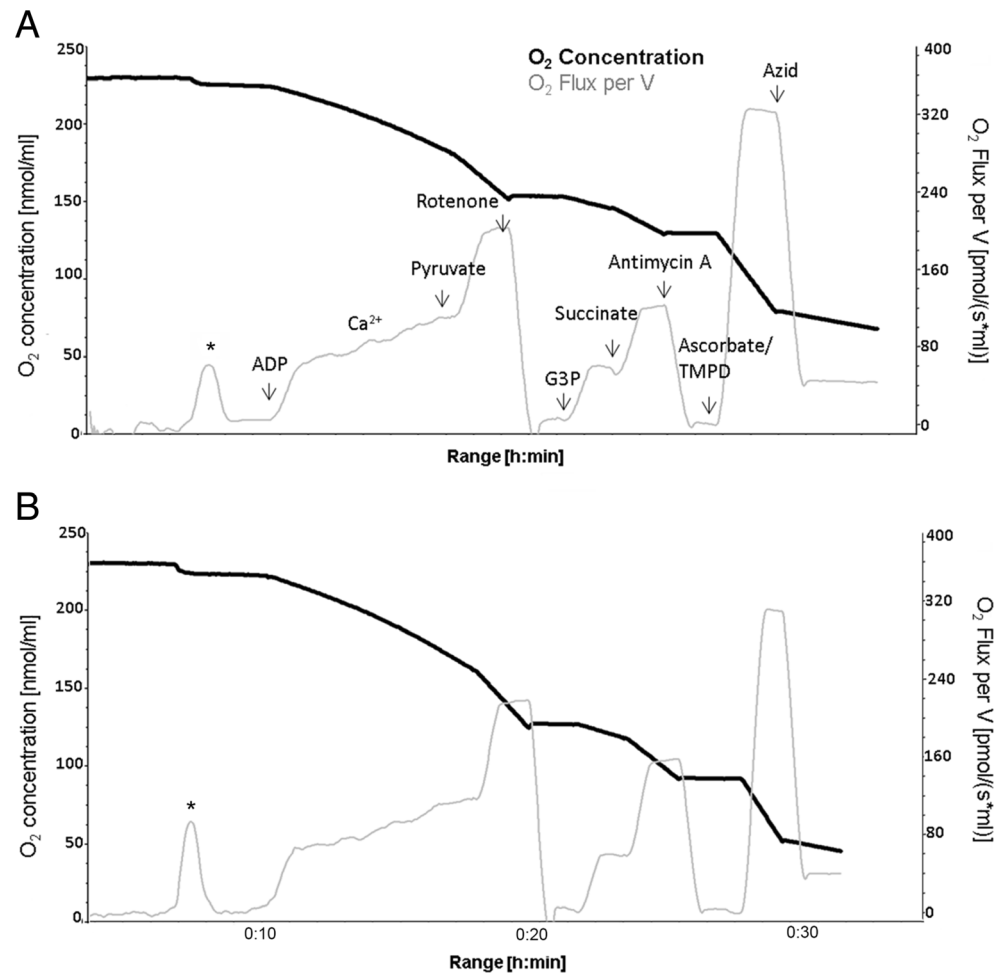 A
O₂ Concentration
O₂ Flux per V
250
200
150
100
50
0
O₂ concentration [nmol/ml]
400
320
240
160
80
0
O₂ Flux per V [pmol/(s*ml)]
*
ADP
Ca²⁺
Pyruvate
Rotenone
G3P
Succinate
Antimycin A
Ascorbate/
TMPD
Azid
Range [h:min]
B
250
200
150
100
50
0
O₂ concentration [nmol/ml]
400
320
240
160
80
0
O₂ Flux per V [pmol/(s*ml)]
*
0:10
0:20
0:30
Range [h:min]